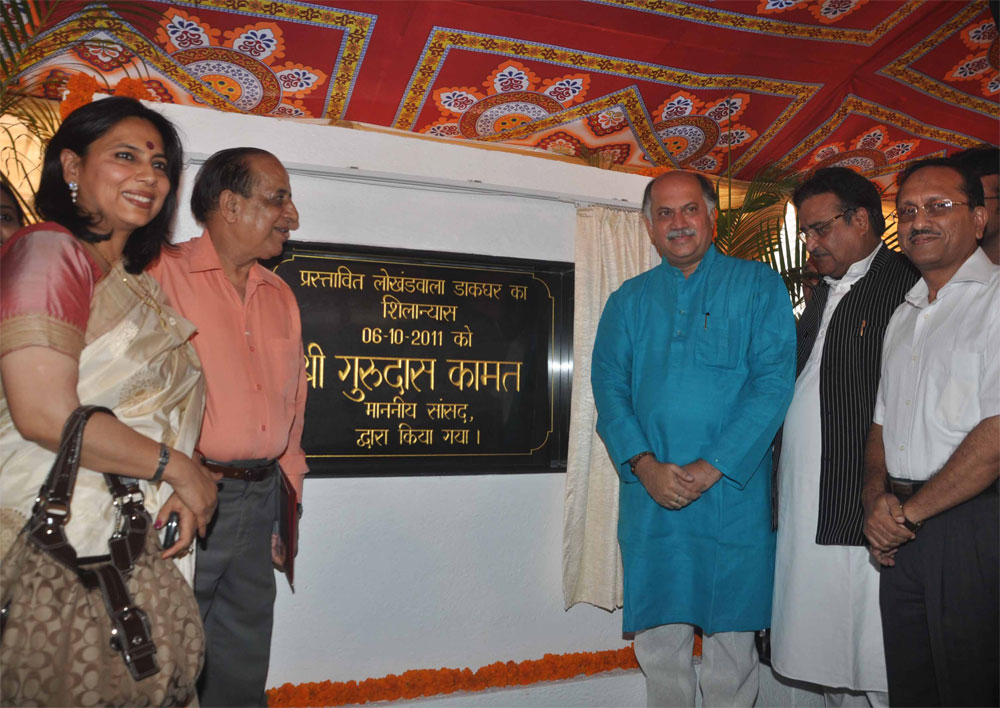 प्रस्तावित लोखंडवाला डाकघर का
शिलान्यास
06-10-2011 को
श्री गुरुदास कामत
माननीय सांसद,
द्वारा किया गया।